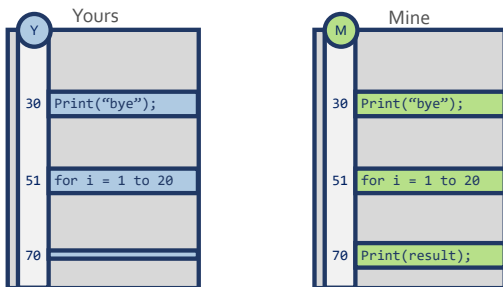 Yours
Y
30 Print(“bye”);
51 for i = 1 to 20
70
Mine
M
30 Print(“bye”);
51 for i = 1 to 20
70 Print(result);